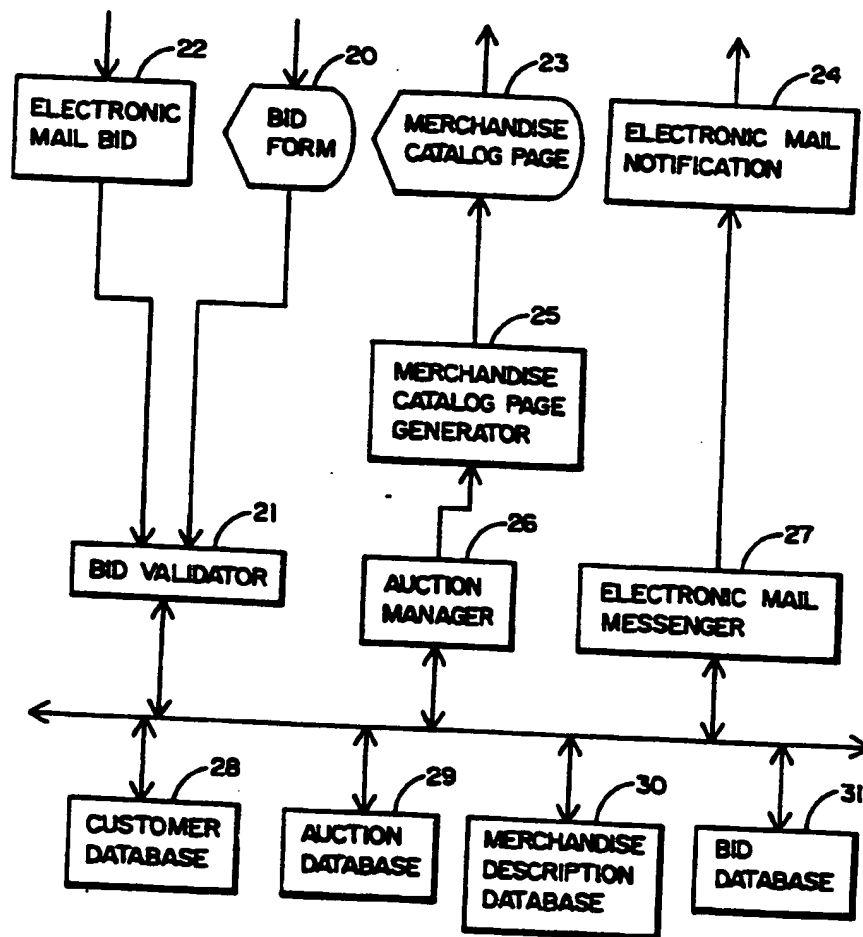 22
20
23
24
ELECTRONIC
MAIL BID
BID
FORM
MERCHANDISE
CATALOG PAGE
ELECTRONIC MAIL
NOTIFICATION
25
MERCHANDISE
CATALOG PAGE
GENERATOR
21
BID VALIDATOR
26
AUCTION
MANAGER
27
ELECTRONIC MAIL
MESSENGER
28
CUSTOMER
DATABASE
29
AUCTION
DATABASE
30
MERCHANDISE
DESCRIPTION
DATABASE
31
BID
DATABASE